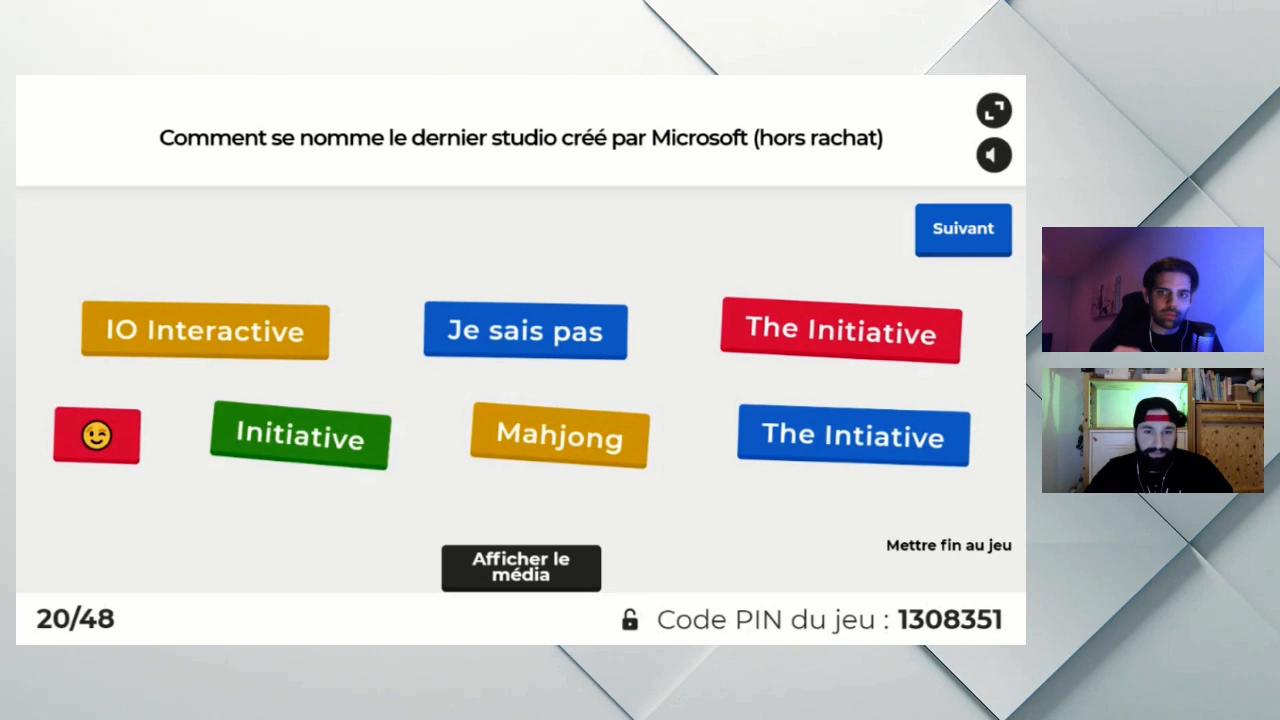 Comment se nomme le dernier studio créé par Microsoft (hors rachat)
Suivant
IO Interactive
Je sais pas
The Initiative
😉
Initiative
Mahjong
The Intiative
Mettre fin au jeu
Afficher le
média
20/48
Code PIN du jeu : 1308351